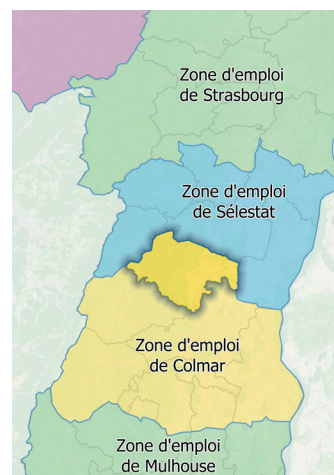 Zone d'emploi
de Strasbourg
Zone d'emploi
de Sélestat
Zone d'emploi
de Colmar
Zone d'emploi
de Mulhouse